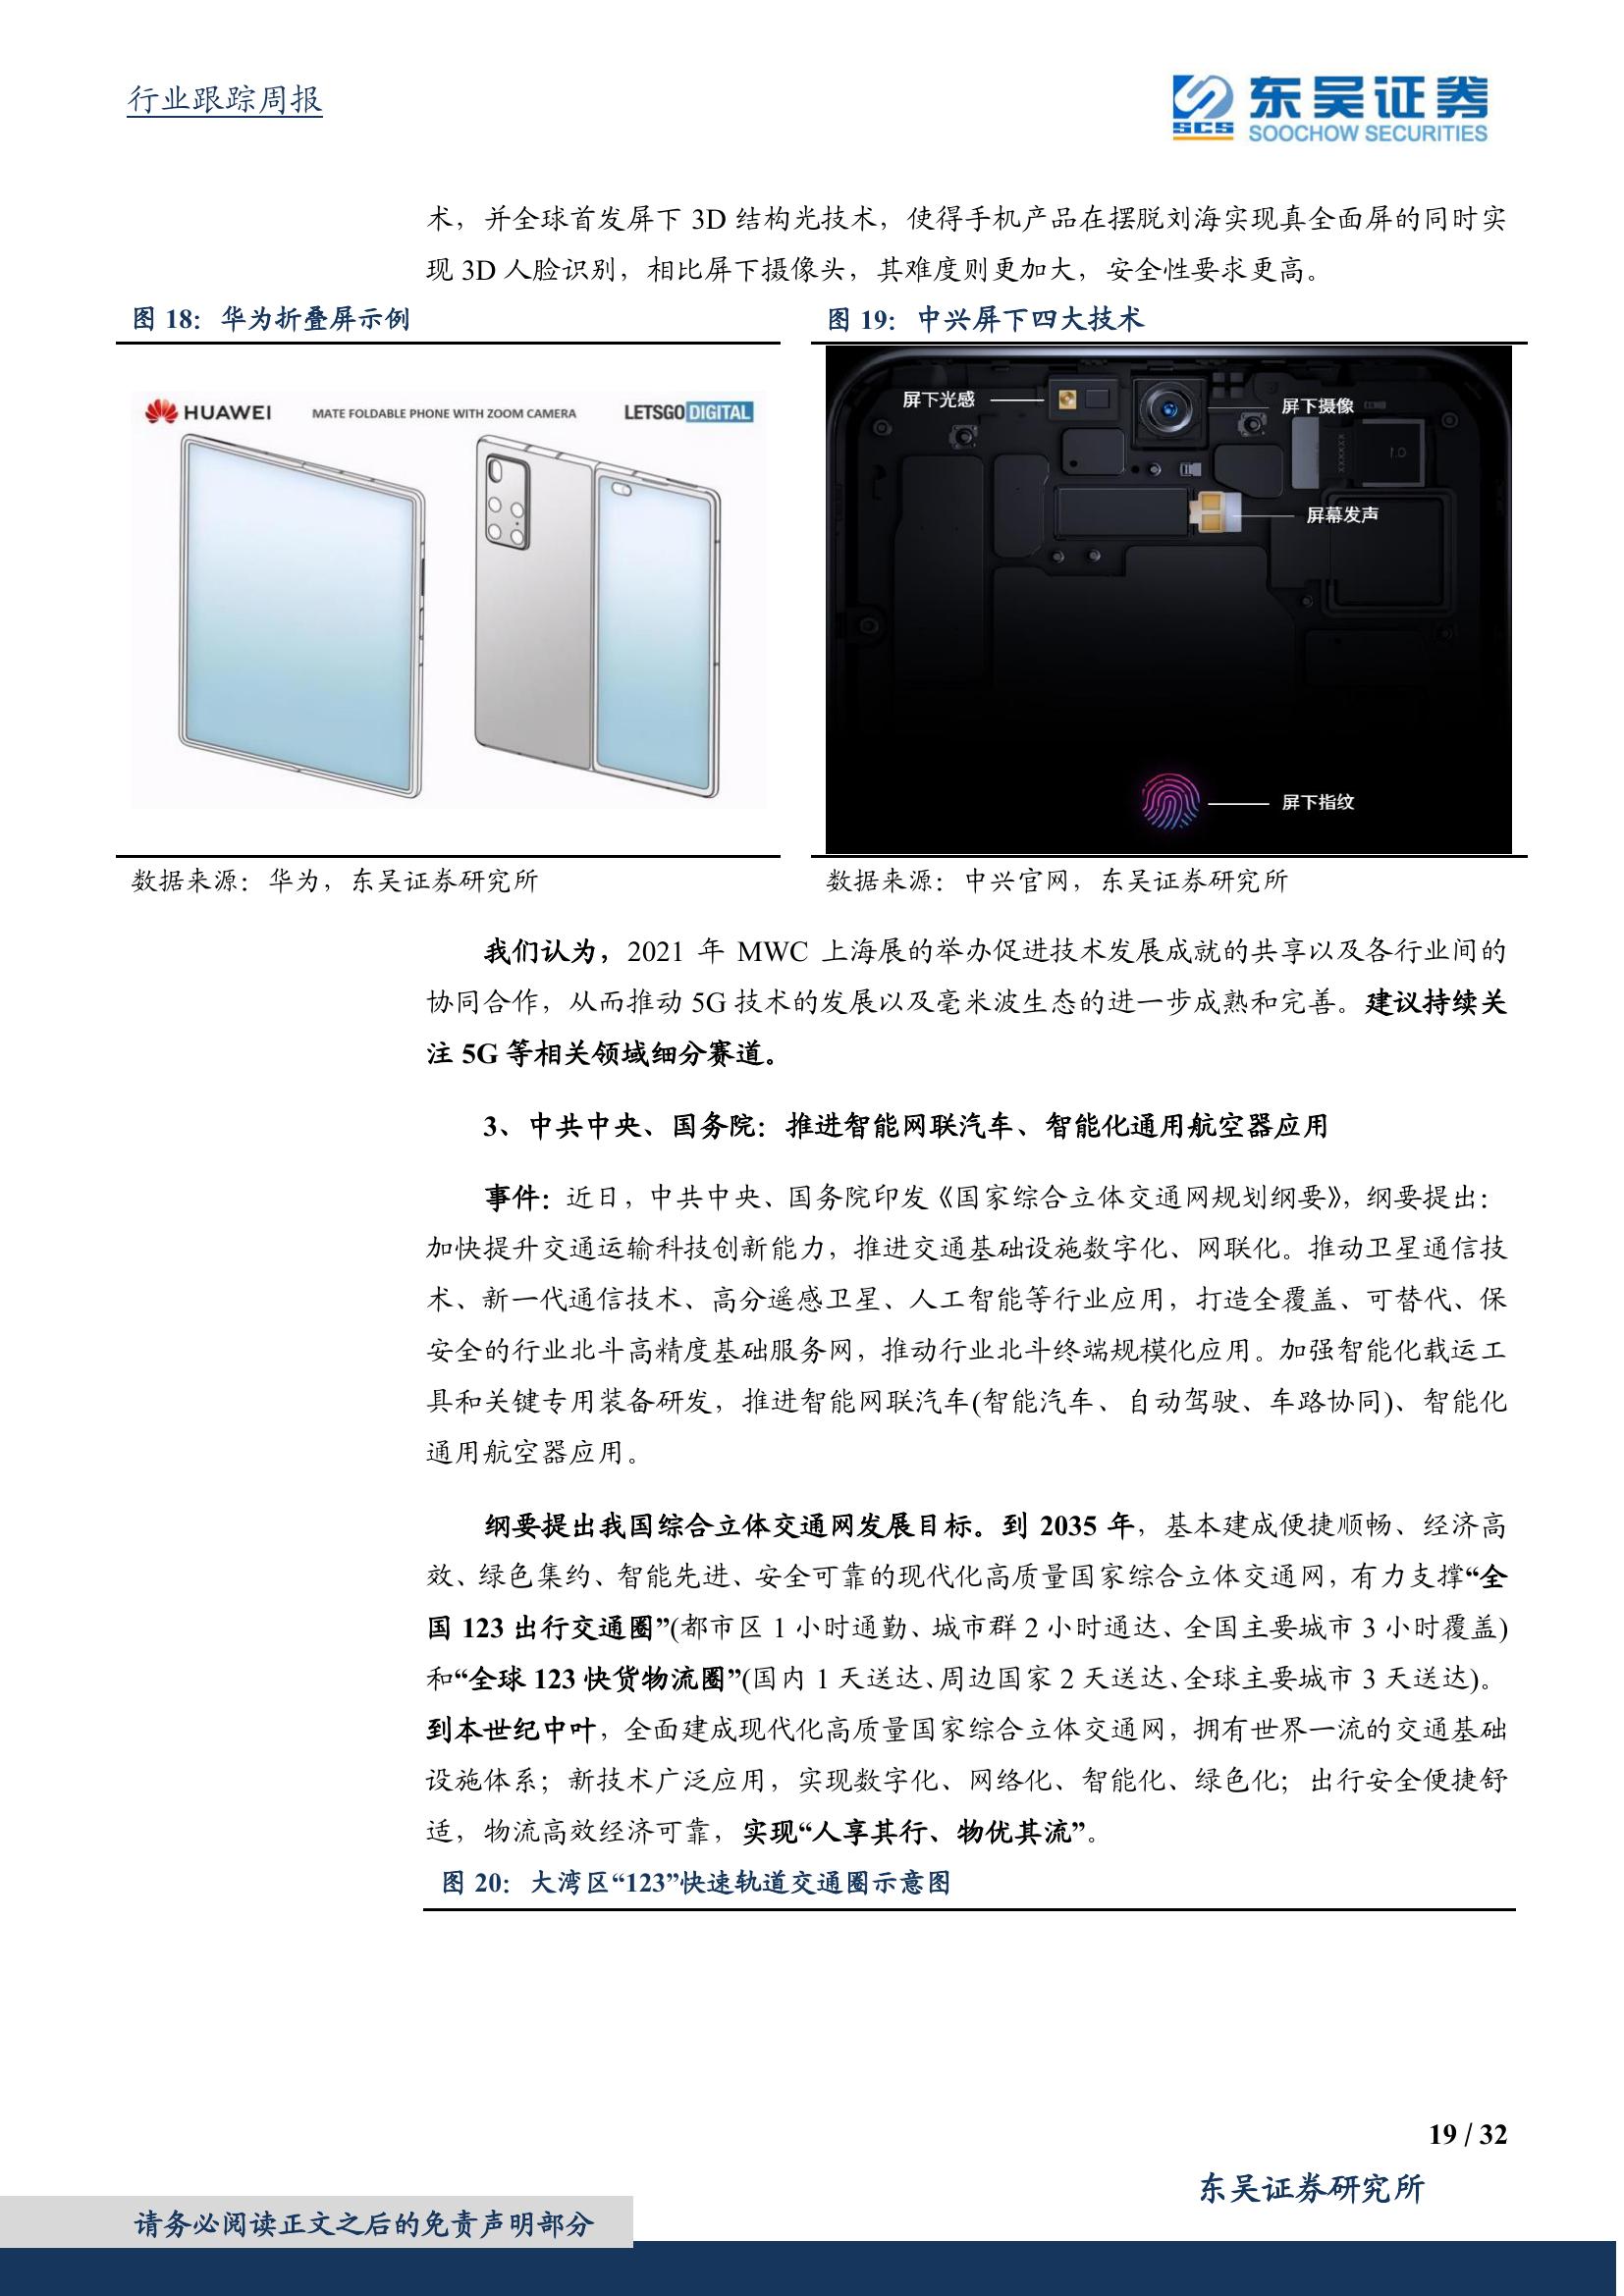 行业跟踪周报
SCS
东吴证券
SOOCHOW SECURITIES
术，并全球首发屏下 3D 结构光技术，使得手机产品在摆脱刘海实现真全面屏的同时实
现 3D 人脸识别，相比屏下摄像头，其难度则更加大，安全性要求更高。
图 18：华为折叠屏示例
HUAWEI
MATE FOLDABLE PHONE WITH ZOOM CAMERA
LETSGODIGITAL
数据来源：华为，东吴证券研究所
图 19：中兴屏下四大技术
屏下光感
屏下摄像
屏幕发声
屏下指纹
数据来源：中兴官网，东吴证券研究所
我们认为，2021 年 MWC 上海展的举办促进技术发展成就的共享以及各行业间的
协同合作，从而推动 5G 技术的发展以及毫米波生态的进一步成熟和完善。建议持续关
注 5G 等相关领域细分赛道。
3、中共中央、国务院：推进智能网联汽车、智能化通用航空器应用
事件：近日，中共中央、国务院印发《国家综合立体交通网规划纲要》，纲要提出：
加快提升交通运输科技创新能力，推进交通基础设施数字化、网联化。推动卫星通信技
术、新一代通信技术、高分遥感卫星、人工智能等行业应用，打造全覆盖、可替代、保
安全的行业北斗高精度基础服务网，推动行业北斗终端规模化应用。加强智能化载运工
具和关键专用装备研发，推进智能网联汽车(智能汽车、自动驾驶、车路协同)、智能化
通用航空器应用。
纲要提出我国综合立体交通网发展目标。到 2035 年，基本建成便捷顺畅、经济高
效、绿色集约、智能先进、安全可靠的现代化高质量国家综合立体交通网，有力支撑“全
国 123 出行交通圈”(都市区 1 小时通勤、城市群 2 小时通达、全国主要城市 3 小时覆盖)
和“全球 123 快货物流圈”(国内 1 天送达、周边国家 2 天送达、全球主要城市 3 天送达)。
到本世纪中叶，全面建成现代化高质量国家综合立体交通网，拥有世界一流的交通基础
设施体系；新技术广泛应用，实现数字化、网络化、智能化、绿色化；出行安全便捷舒
适，物流高效经济可靠，实现“人享其行、物优其流”。
图 20：大湾区“123”快速轨道交通圈示意图
19 / 32
东吴证券研究所
请务必阅读正文之后的免责声明部分